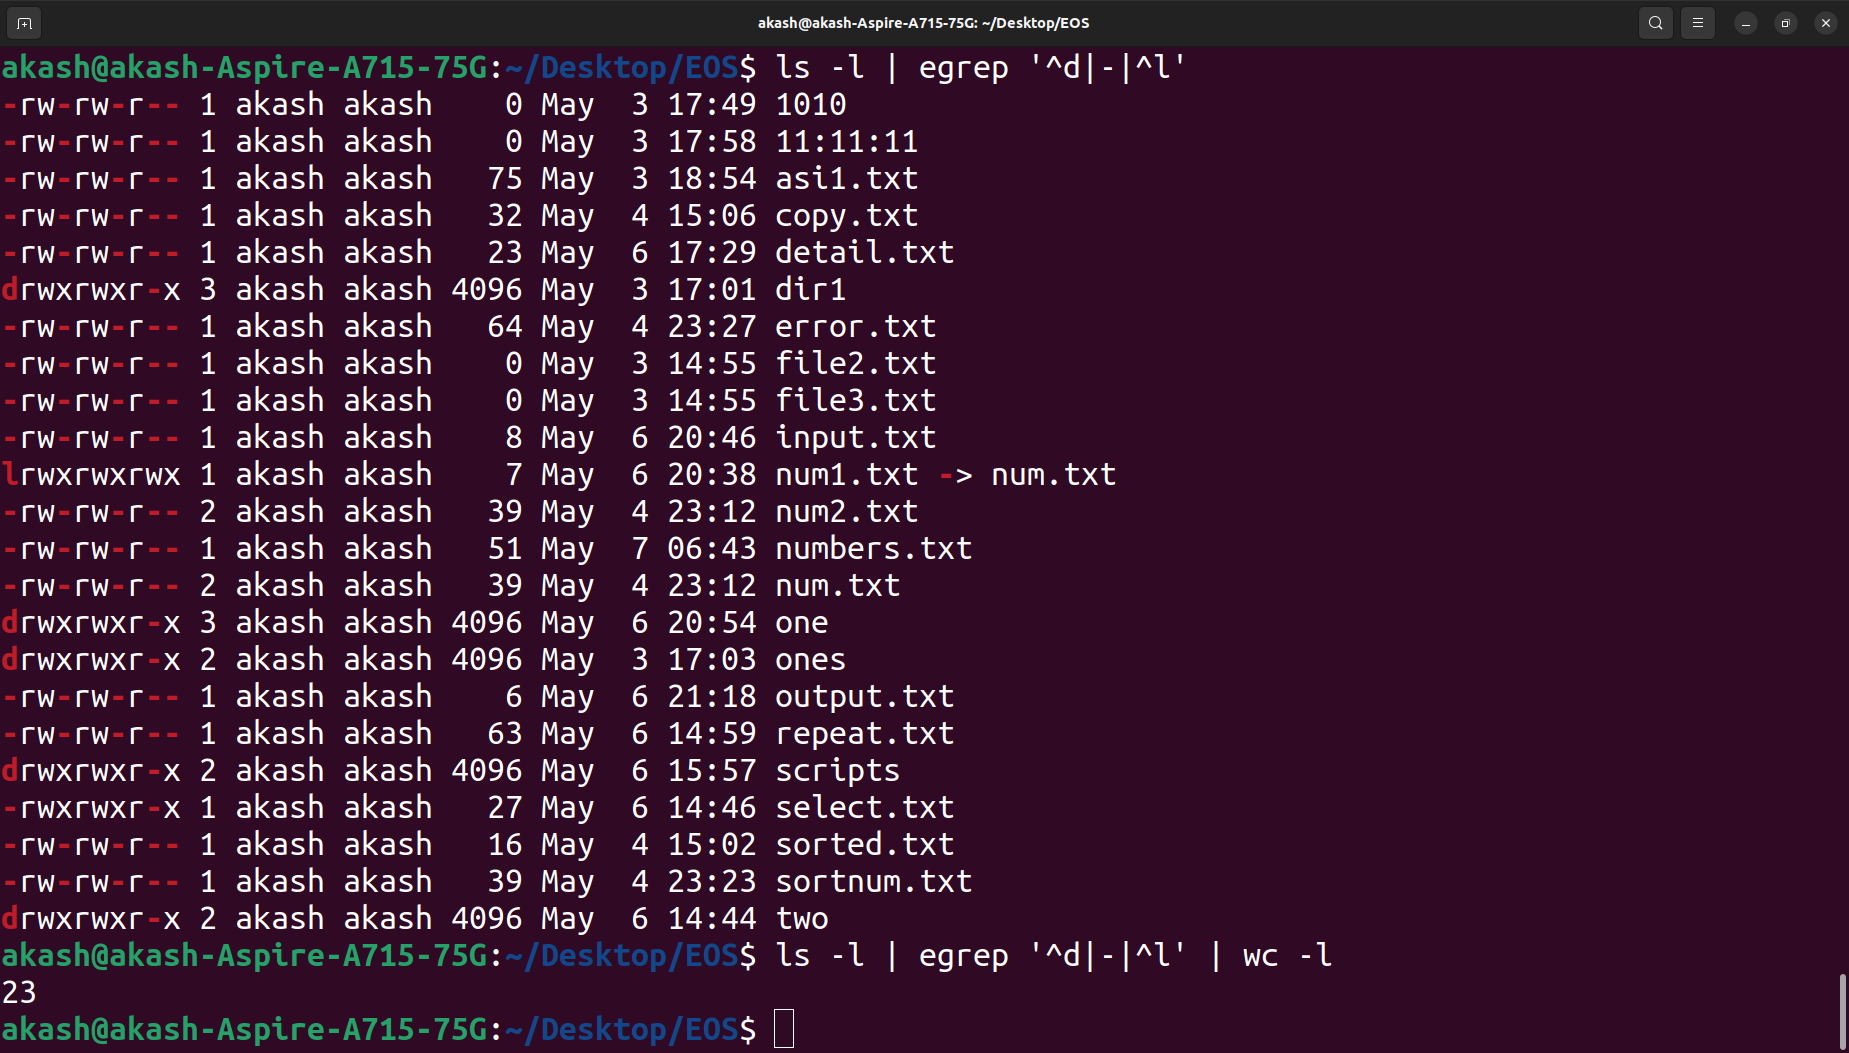 akash@akash-Aspire-A715-75G: ~/Desktop/EOS
akash@akash-Aspire-A715-75G:~/Desktop/EOS$ ls -l | egrep '^d|-|^l'
-rw-rw-r-- 1 akash akash    0 May  3 17:49 1010
-rw-rw-r-- 1 akash akash    0 May  3 17:58 11:11:11
-rw-rw-r-- 1 akash akash   75 May  3 18:54 asi1.txt
-rw-rw-r-- 1 akash akash   32 May  4 15:06 copy.txt
-rw-rw-r-- 1 akash akash   23 May  6 17:29 detail.txt
drwxrwxr-x 3 akash akash 4096 May  3 17:01 dir1
-rw-rw-r-- 1 akash akash   64 May  4 23:27 error.txt
-rw-rw-r-- 1 akash akash    0 May  3 14:55 file2.txt
-rw-rw-r-- 1 akash akash    0 May  3 14:55 file3.txt
-rw-rw-r-- 1 akash akash    8 May  6 20:46 input.txt
lrwxrwxrwx 1 akash akash    7 May  6 20:38 num1.txt -> num.txt
-rw-rw-r-- 2 akash akash   39 May  4 23:12 num2.txt
-rw-rw-r-- 1 akash akash   51 May  7 06:43 numbers.txt
-rw-rw-r-- 2 akash akash   39 May  4 23:12 num.txt
drwxrwxr-x 3 akash akash 4096 May  6 20:54 one
drwxrwxr-x 2 akash akash 4096 May  3 17:03 ones
-rw-rw-r-- 1 akash akash    6 May  6 21:18 output.txt
-rw-rw-r-- 1 akash akash   63 May  6 14:59 repeat.txt
drwxrwxr-x 2 akash akash 4096 May  6 15:57 scripts
-rwxrwxr-x 1 akash akash   27 May  6 14:46 select.txt
-rw-rw-r-- 1 akash akash   16 May  4 15:02 sorted.txt
-rw-rw-r-- 1 akash akash   39 May  4 23:23 sortnum.txt
drwxrwxr-x 2 akash akash 4096 May  6 14:44 two
akash@akash-Aspire-A715-75G:~/Desktop/EOS$ ls -l | egrep '^d|-|^l' | wc -l
23
akash@akash-Aspire-A715-75G:~/Desktop/EOS$